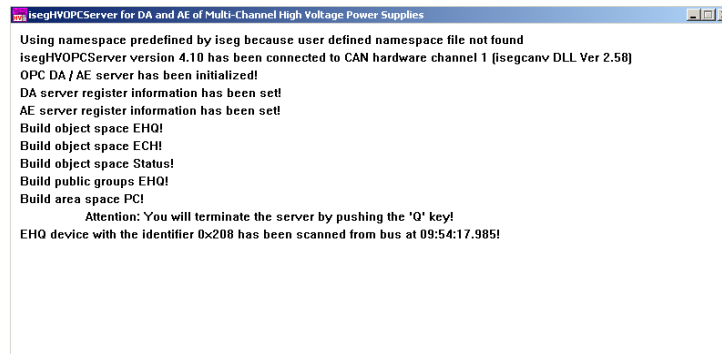 isegHVOPCServer for DA and AE of Multi-Channel High Voltage Power Supplies
Using namespace predefined by iseg because user defined namespace file not found
isegHVOPCServer version 4.10 has been connected to CAN hardware channel 1 (isegcanv DLL Ver 2.58)
OPC DA / AE server has been initialized!
DA server register information has been set!
AE server register information has been set!
Build object space EHQ!
Build object space ECH!
Build object space Status!
Build public groups EHQ!
Build area space PC!
Attention: You will terminate the server by pushing the 'Q' key!
EHQ device with the identifier 0x208 has been scanned from bus at 09:54:17.985!